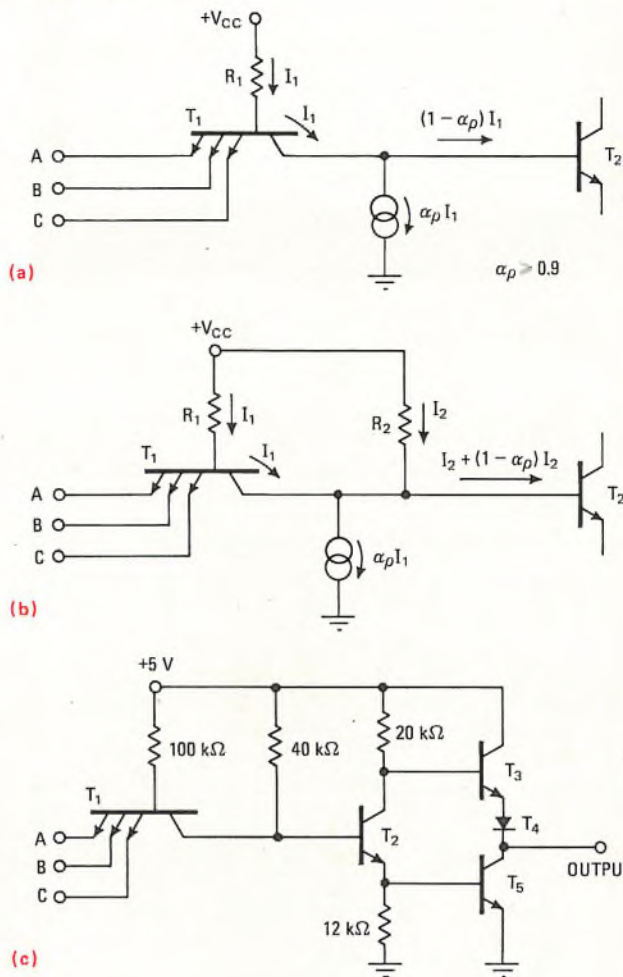 +VCC
R1
I1
T1
I1
(1 - αρ) I1
A
B
C
T2
αρ I1
αρ > 0.9
(a)
+VCC
R1
I1
R2
I2
T1
I1
I2 + (1 - αρ) I2
A
B
C
T2
αρI1
(b)
+5 V
100 kΩ
40 kΩ
20 kΩ
T1
T3
A
B
C
T2
T4
OUTPU
T5
12 kΩ
(c)